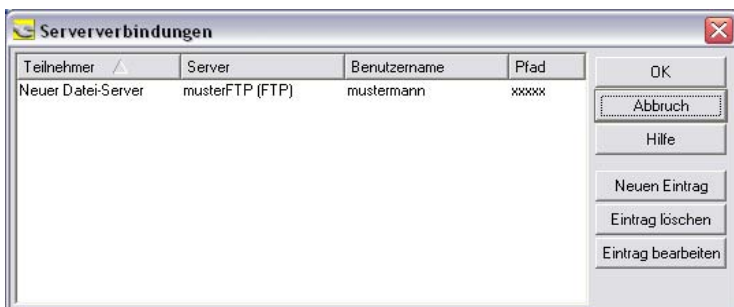 Serververbindungen
Teilnehmer Server Benutzername Pfad
Neuer Datei-Server musterFTP (FTP) mustermann xxxxx
OK
Abbruch
Hilfe
Neuen Eintrag
Eintrag löschen
Eintrag bearbeiten